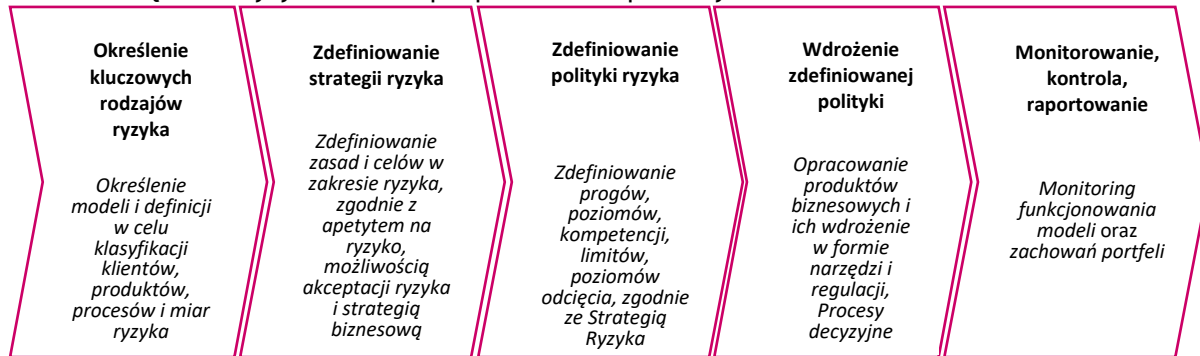 Określenie
kluczowych
rodzajów
ryzyka
Określenie
modeli i definicji
w celu
klasyfikacji
klientów,
produktów,
procesów i miar
ryzyka
Zdefiniowanie
strategii ryzyka
Zdefiniowanie
zasad i celów w
zakresie ryzyka,
zgodnie z
apetytem na
ryzyko,
możliwością
akceptacji ryzyka
i strategią
biznesową
Zdefiniowanie
polityki ryzyka
Zdefiniowanie
progów,
poziomów,
kompetencji,
limitów,
poziomów
odcięcia, zgodnie
ze Strategią
Ryzyka
Wdrożenie
zdefiniowanej
polityki
Opracowanie
produktów
biznesowych i
ich wdrożenie
w formie
narzędzi i
regulacji,
Procesy
decyzyjne
Monitorowanie,
kontrola,
raportowanie
Monitoring
funkcjonowania
modeli oraz
zachowań portfeli